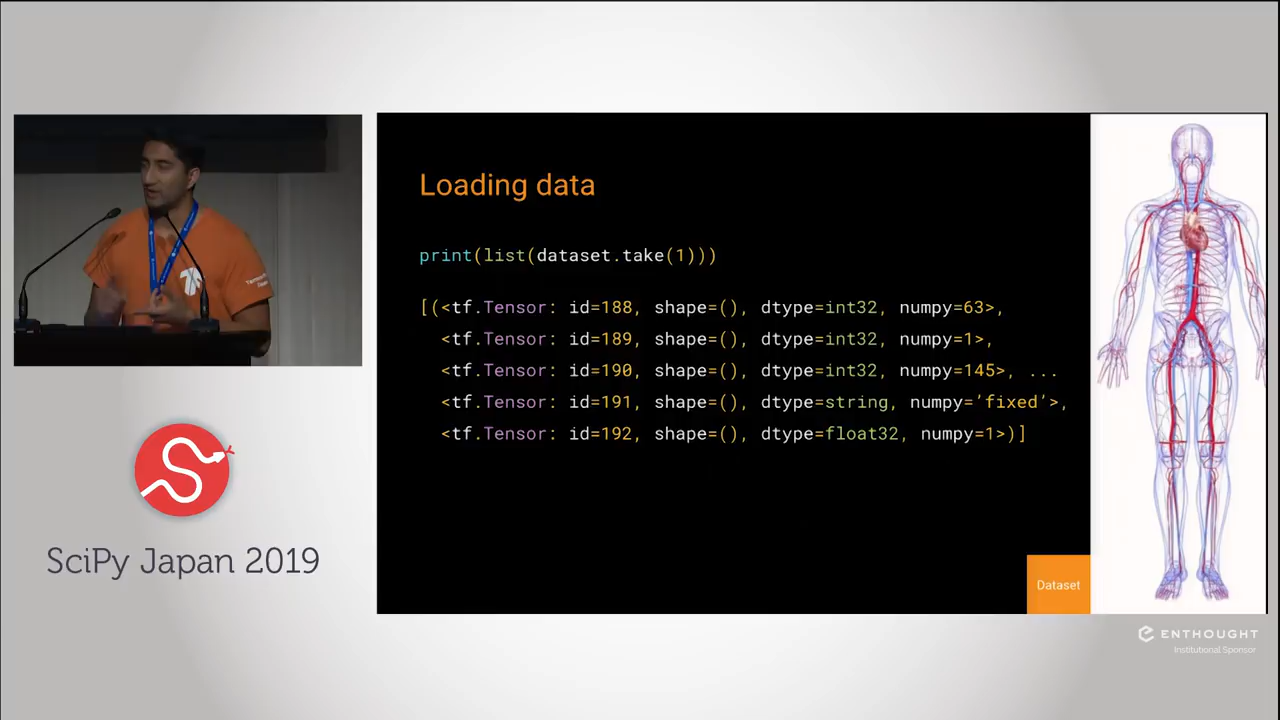 Loading data
print(list(dataset.take(1)))
[(<tf.Tensor: id=188, shape=(), dtype=int32, numpy=63>,
<tf.Tensor: id=189, shape=(), dtype=int32, numpy=1>,
<tf.Tensor: id=190, shape=(), dtype=int32, numpy=145>, ...
<tf.Tensor: id=191, shape=(), dtype=string, numpy=’fixed’>,
<tf.Tensor: id=192, shape=(), dtype=float32, numpy=1>)]
Dataset
SciPy Japan 2019
ENTHOUGHT
Institutional Sponsor